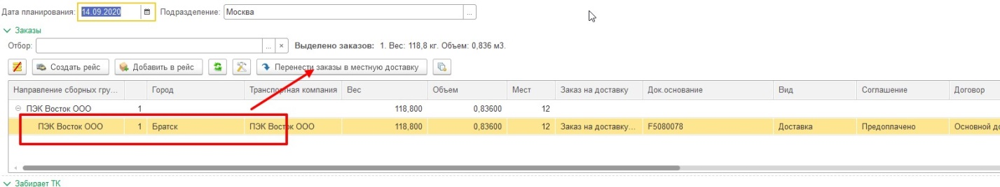 Дата планирования: 14.09.2020 Подразделение: Москва ...
Заказы
Отбор: ... × Выделено заказов: 1. Вес: 118,8 кг. Объем: 0,836 м3.
Создать рейс Добавить в рейс Перенести заказы в местную доставку
Направление сборных гру... Город Транспортная компания Вес Объем Мест Заказ на доставку Док.основание Вид Соглашение Договор
ПЭК Восток ООО 1 118,800 0,83600 12
ПЭК Восток ООО 1 Братск ПЭК Восток ООО 118,800 0,83600 12 Заказ на доставку... F5080078 Доставка Предоплачено Основной до
Забирает ТК